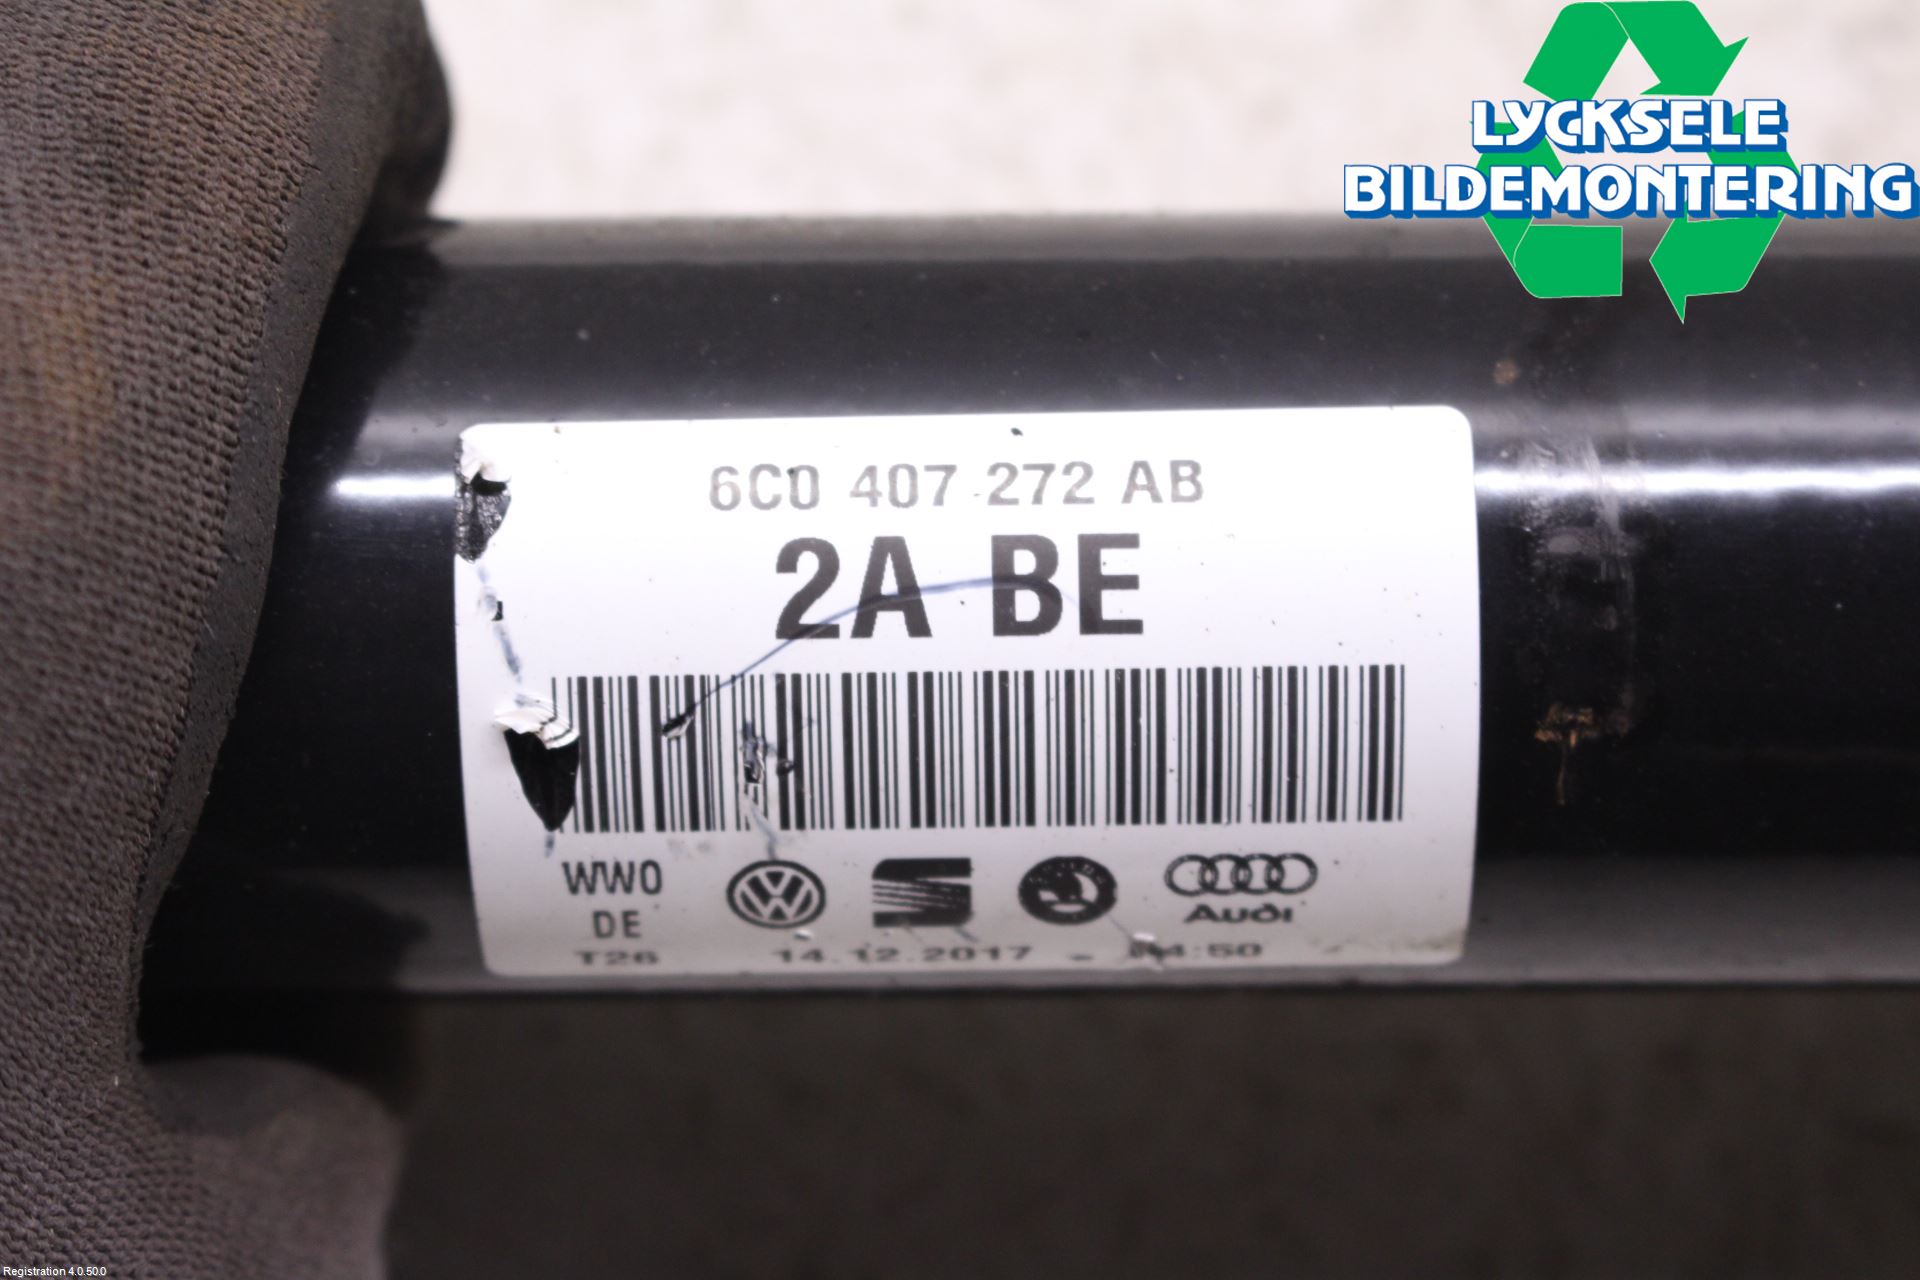 LYCKSELE
BILDEMONTERING
6C0 407 272 AB
2A BE
WW0
DE
Audi
T26 14.12.2017 - :50
Registration 4.0.50.0